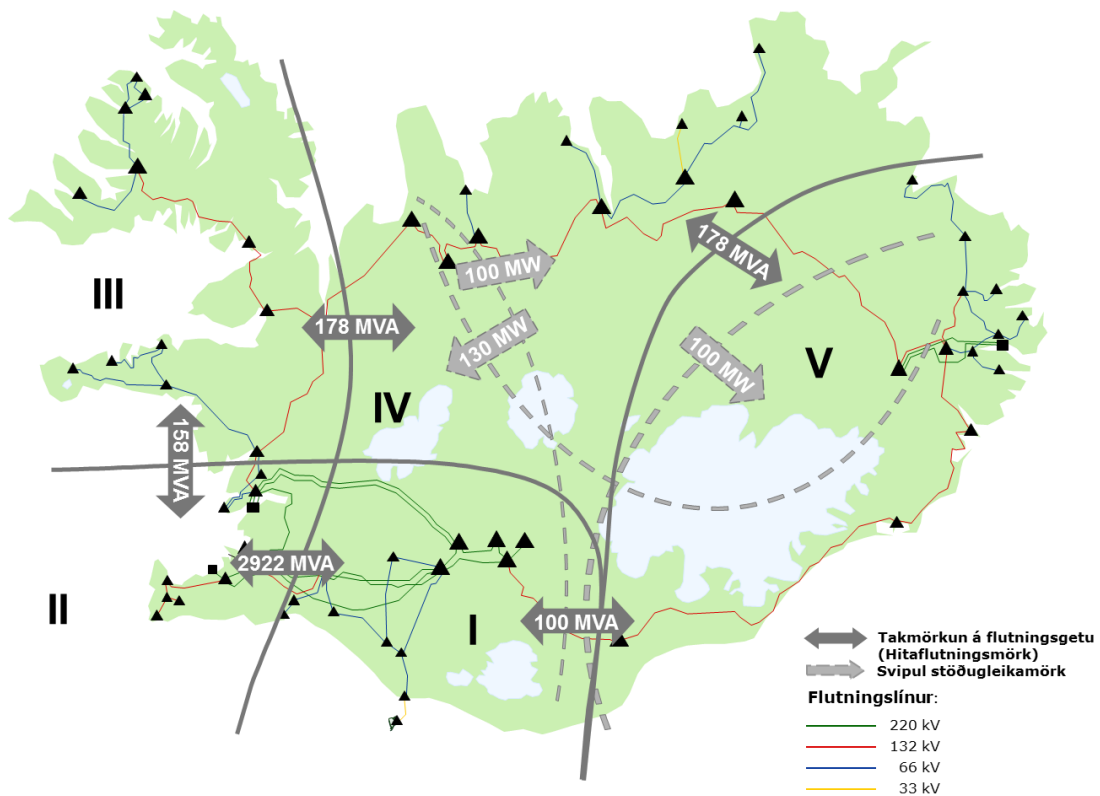 178 MVA
100 MW
III
178 MVA
130 MW
100 MW
V
IV
158 MVA
2922 MVA
II
I
100 MVA
Takmörkun á flutningsgetu
(Hitaflutningsmörk)
Svipul stöðugleikamörk
Flutningslínur:
220 kV
132 kV
66 kV
33 kV